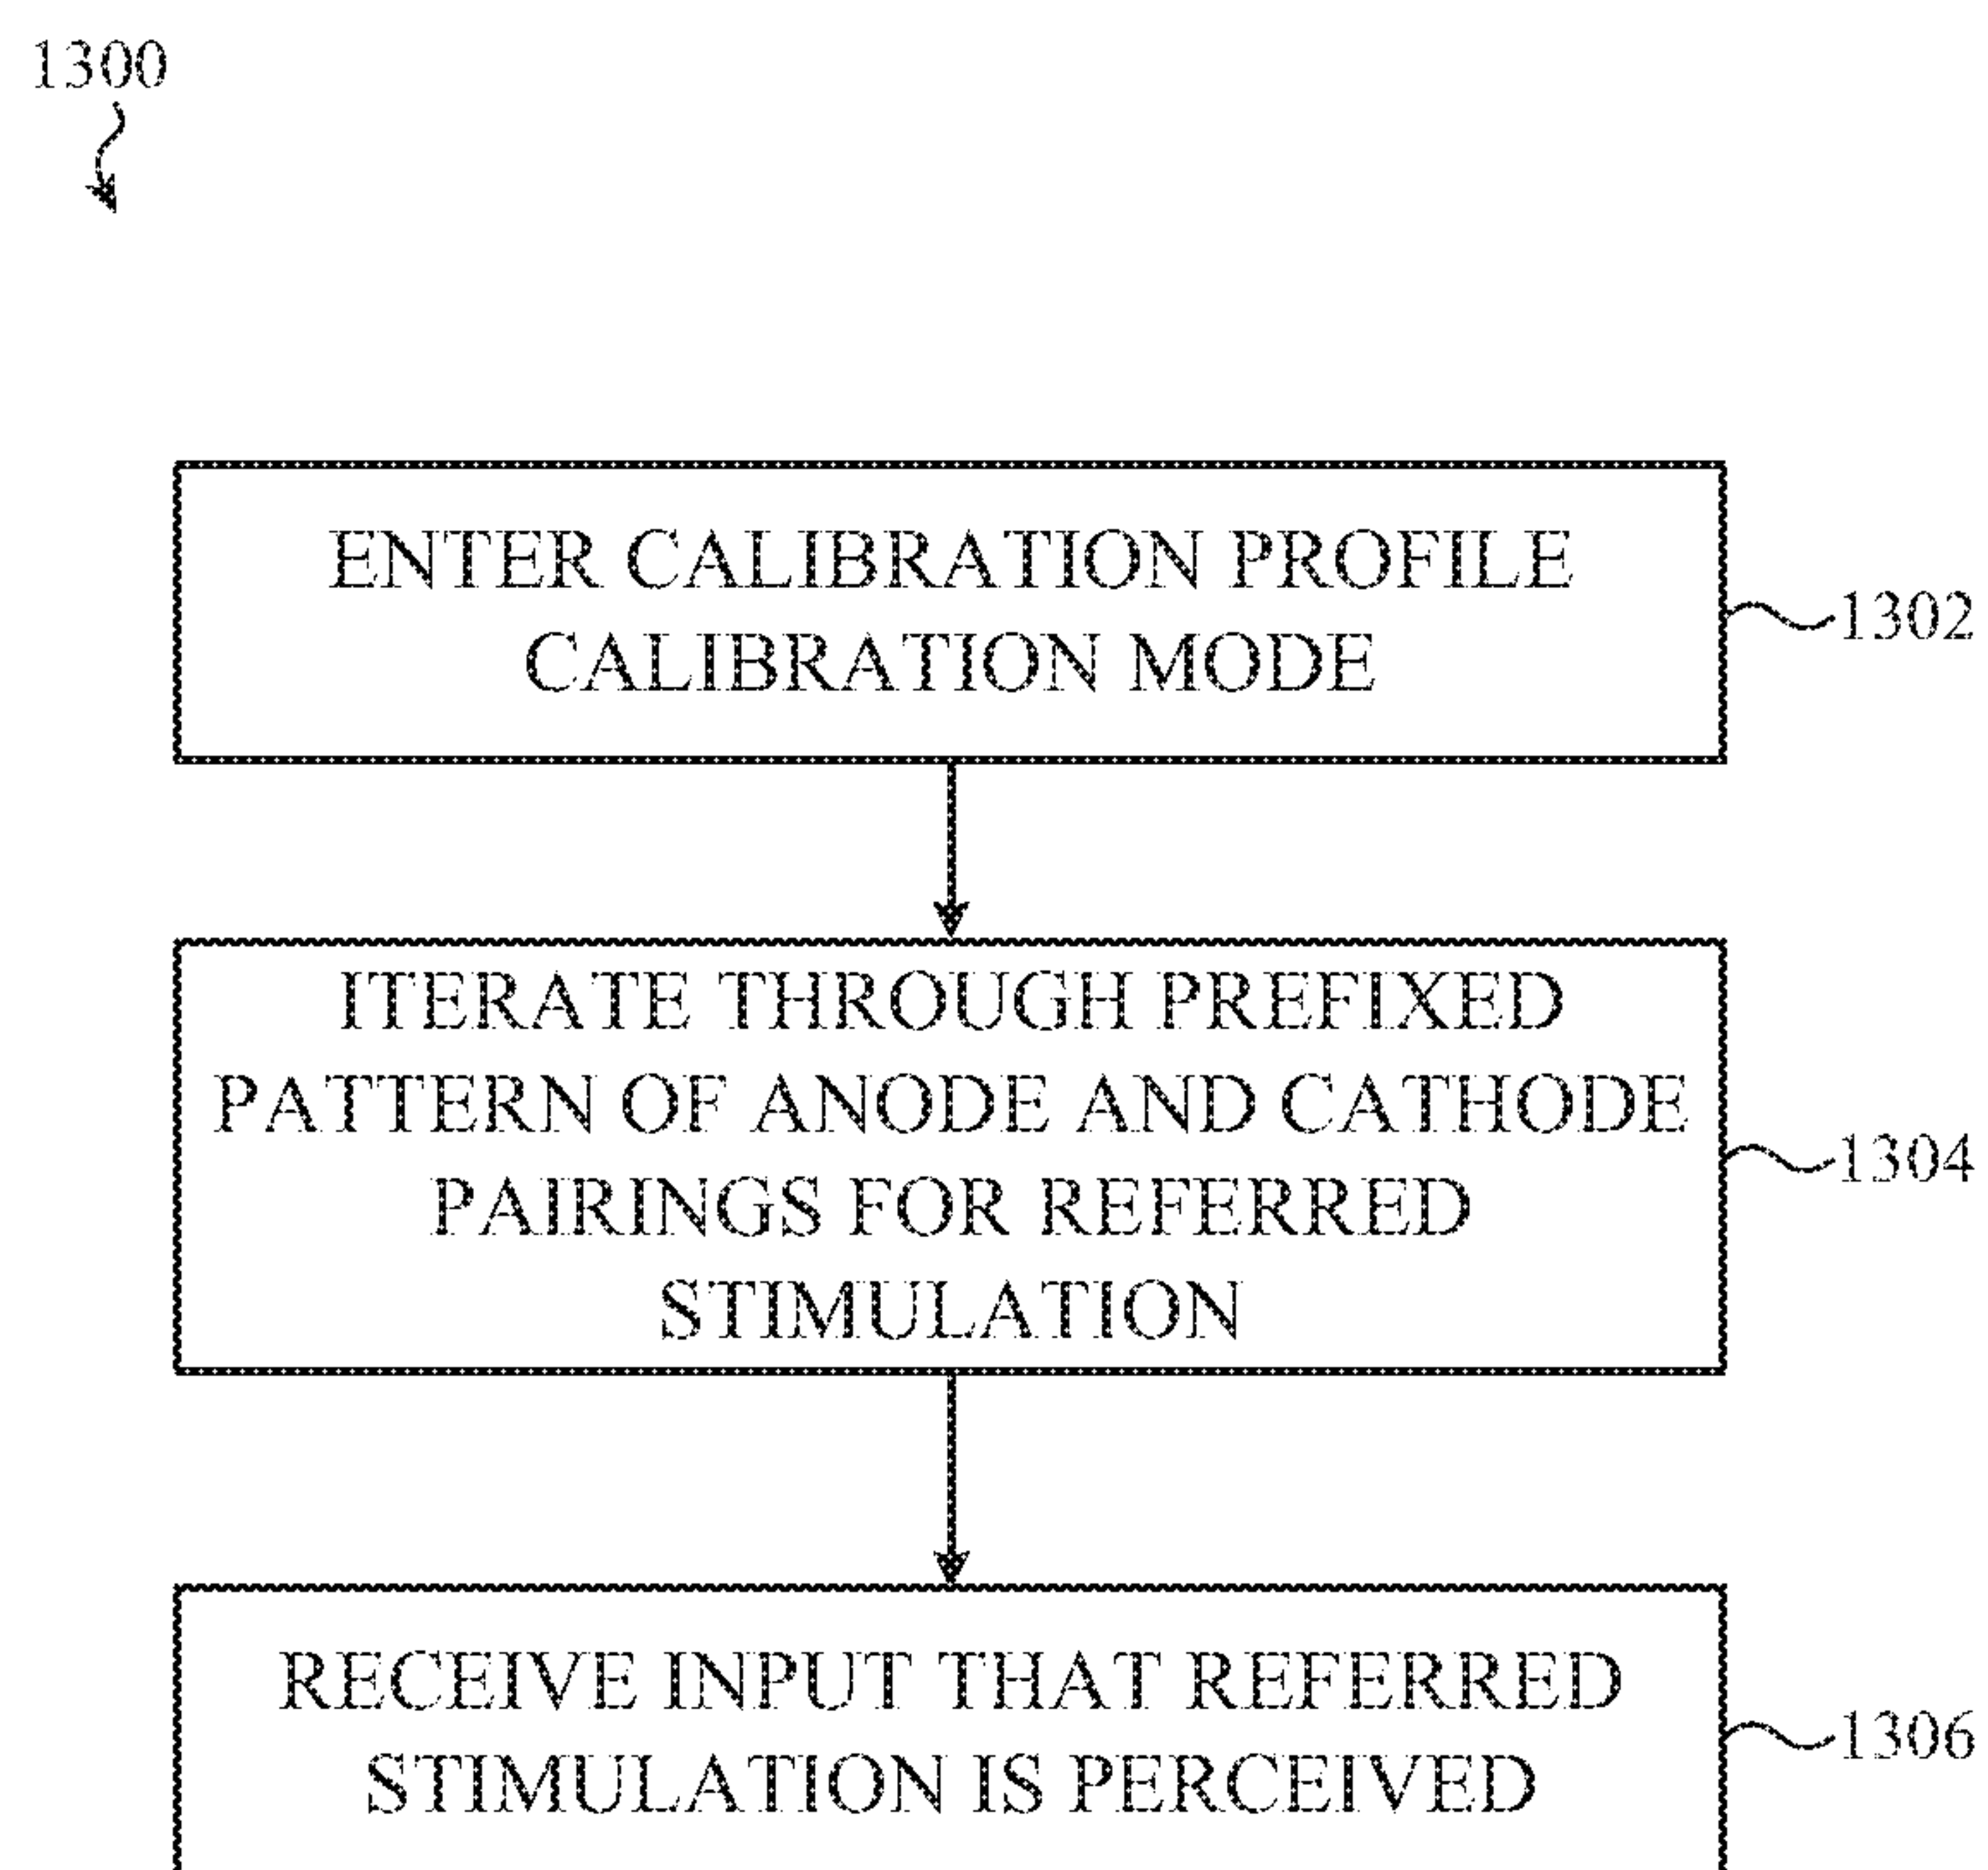 1300
ENTER CALIBRATION PROFILE
CALIBRATION MODE
1302
ITERATE THROUGH PREFIXED
PATTERN OF ANODE AND CATHODE
PAIRINGS FOR REFERRED
STIMULATION
1304
RECEIVE INPUT THAT REFERRED
STIMULATION IS PERCEIVED
1306